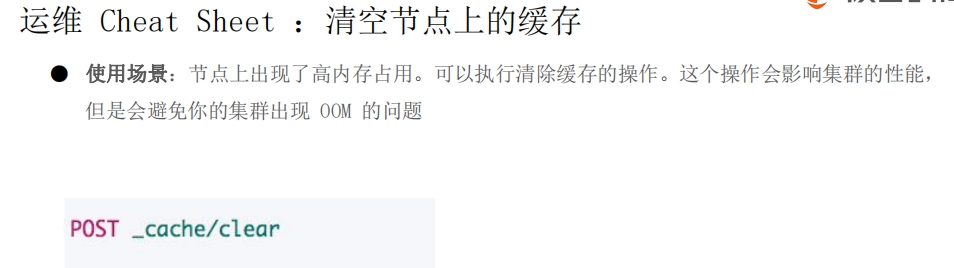 运维 Cheat Sheet ：清空节点上的缓存
● 使用场景：节点上出现了高内存占用。可以执行清除缓存的操作。这个操作会影响集群的性能，
但是会避免你的集群出现 OOM 的问题
POST _cache/clear